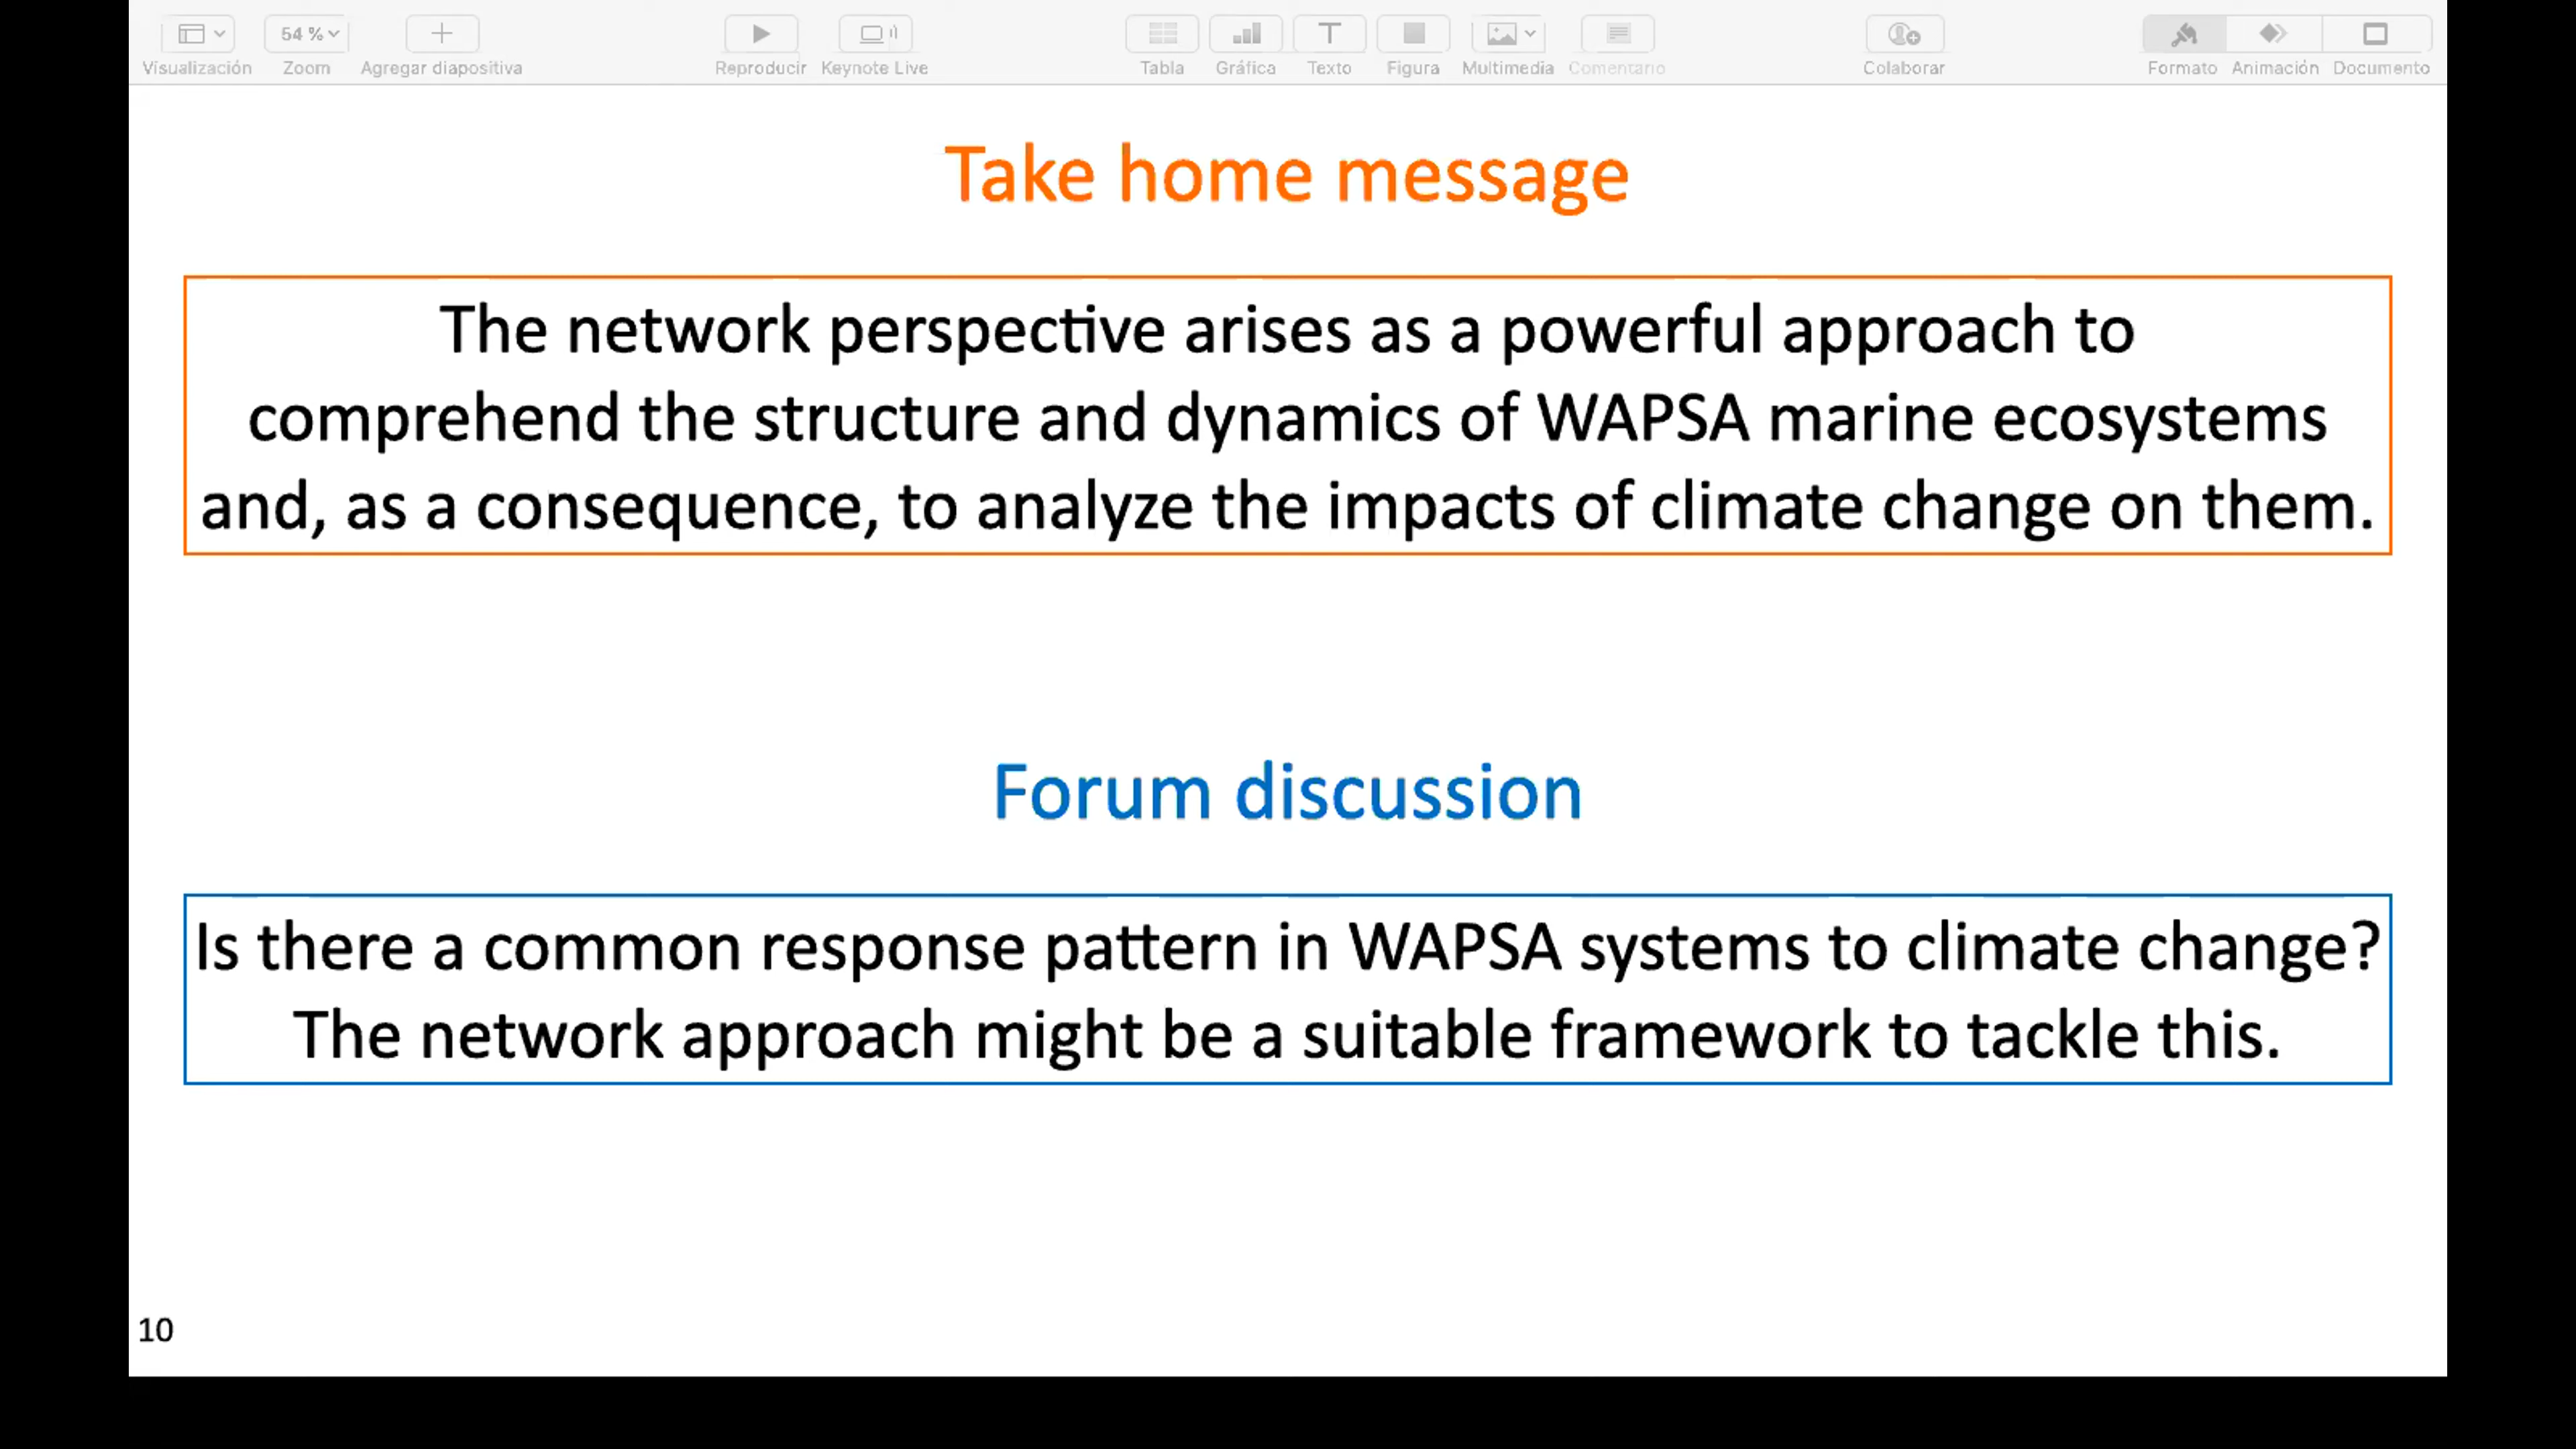 54 %
Visualización Zoom Agregar diapositiva Reproducir Keynote Live Tabla Gráfica Texto Figura Multimedia Comentario Colaborar Formato Animación Documento
Take home message
The network perspective arises as a powerful approach to
comprehend the structure and dynamics of WAPSA marine ecosystems
and, as a consequence, to analyze the impacts of climate change on them.
Forum discussion
Is there a common response pattern in WAPSA systems to climate change?
The network approach might be a suitable framework to tackle this.
10